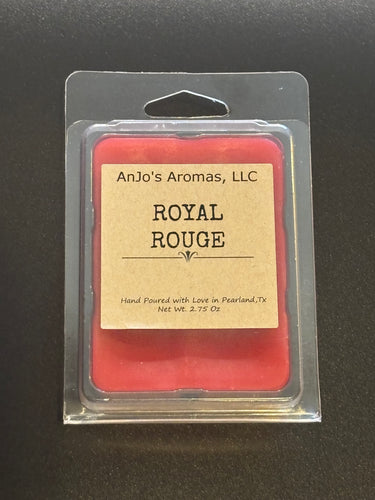 AnJo's Aromas, LLC
ROYAL
ROUGE
Hand Poured with Love in Pearland,Tx
Net Wt. 2.75 Oz